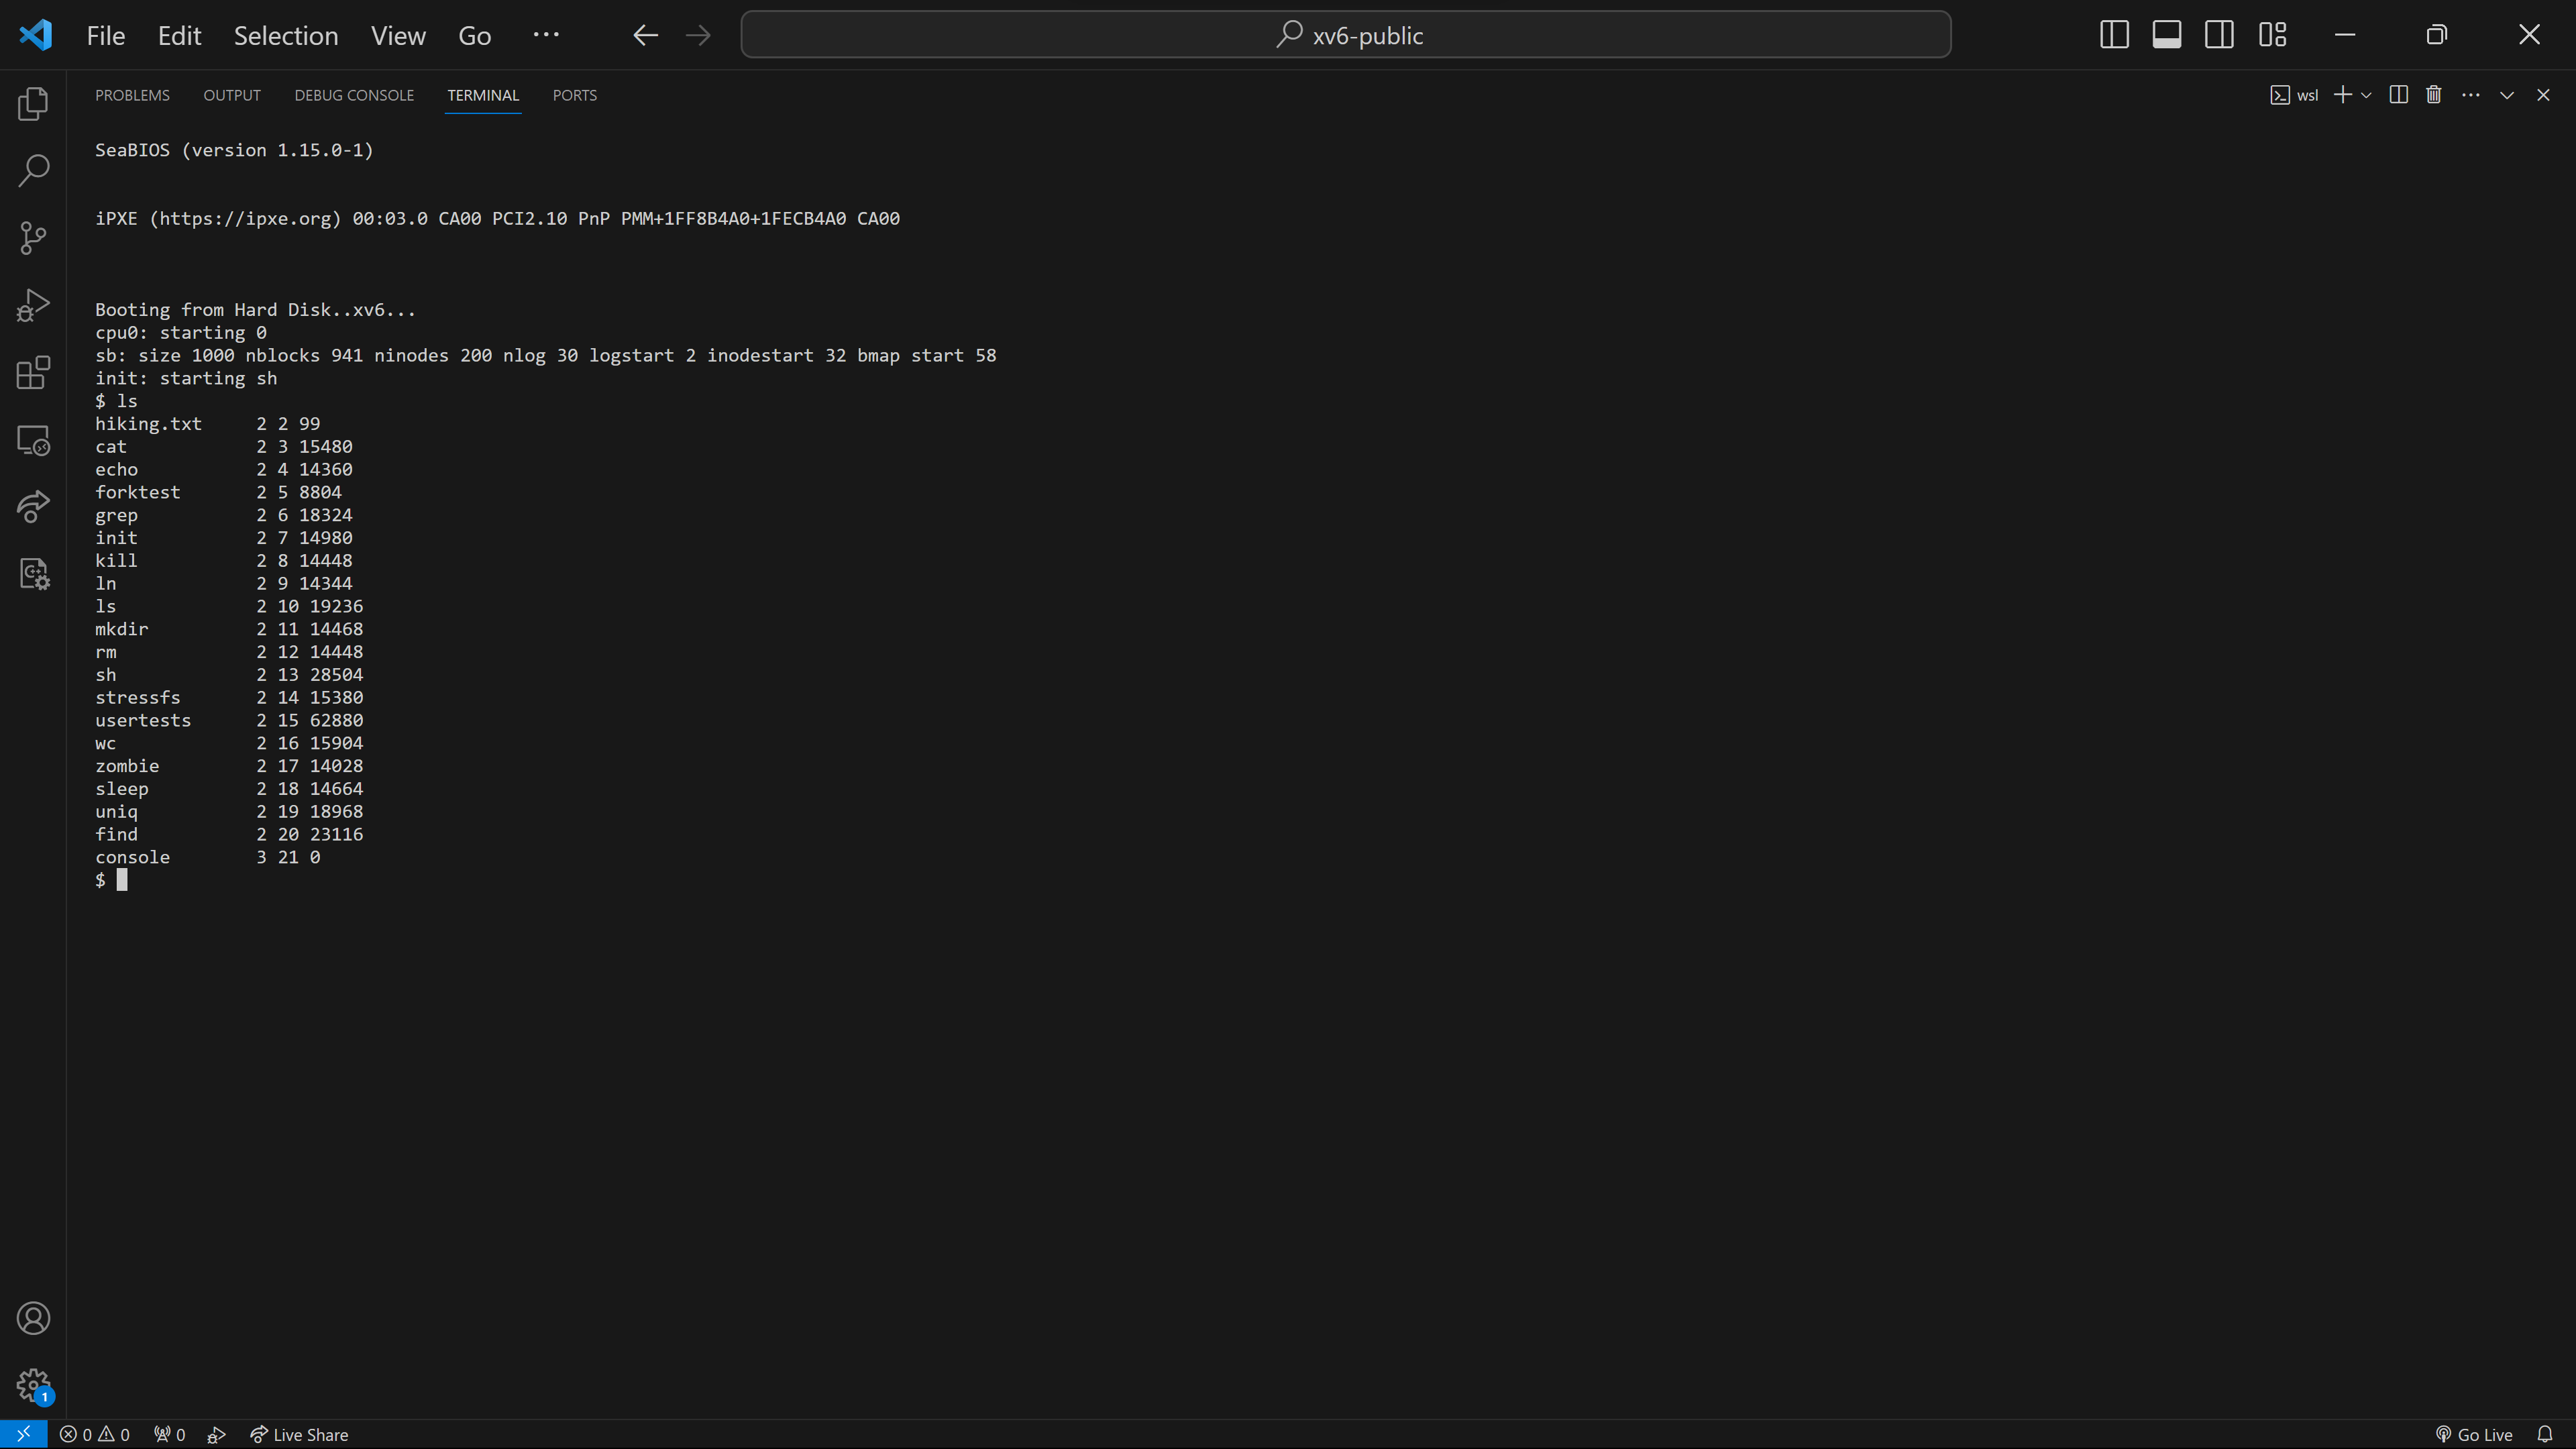 File Edit Selection View Go ··· xv6-public
PROBLEMS OUTPUT DEBUG CONSOLE TERMINAL PORTS wsl
SeaBIOS (version 1.15.0-1)
iPXE (https://ipxe.org) 00:03.0 CA00 PCI2.10 PnP PMM+1FF8B4A0+1FECB4A0 CA00
Booting from Hard Disk..xv6...
cpu0: starting 0
sb: size 1000 nblocks 941 ninodes 200 nlog 30 logstart 2 inodestart 32 bmap start 58
init: starting sh
$ ls
hiking.txt     2 2 99
cat            2 3 15480
echo           2 4 14360
forktest       2 5 8804
grep           2 6 18324
init           2 7 14980
kill           2 8 14448
ln             2 9 14344
ls             2 10 19236
mkdir          2 11 14468
rm             2 12 14448
sh             2 13 28504
stressfs       2 14 15380
usertests      2 15 62880
wc             2 16 15904
zombie         2 17 14028
sleep          2 18 14664
uniq           2 19 18968
find           2 20 23116
console        3 21 0
$
1
0 0 0 Live Share Go Live